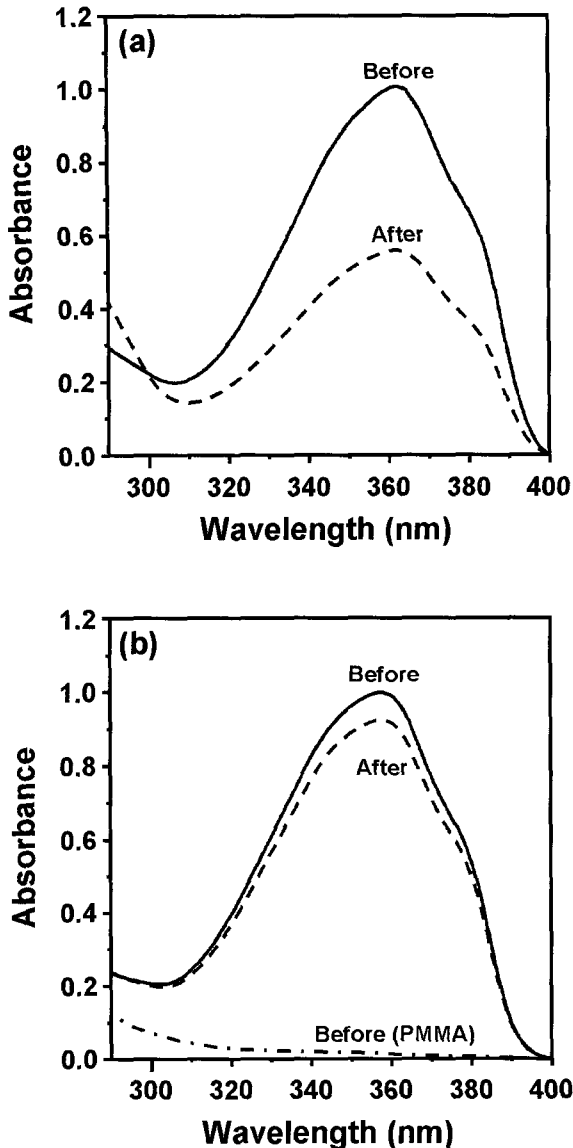 (a)
1.2
1.0
0.8
0.6
0.4
0.2
0.0
Before
After
300 320 340 360 380 400
Absorbance
Wavelength (nm)
(b)
1.2
1.0
0.8
0.6
0.4
0.2
0.0
Before
After
Before (PMMA)
300 320 340 360 380 400
Absorbance
Wavelength (nm)